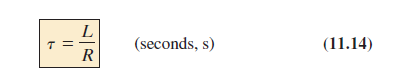 τ = L/R (seconds, s) (11.14)